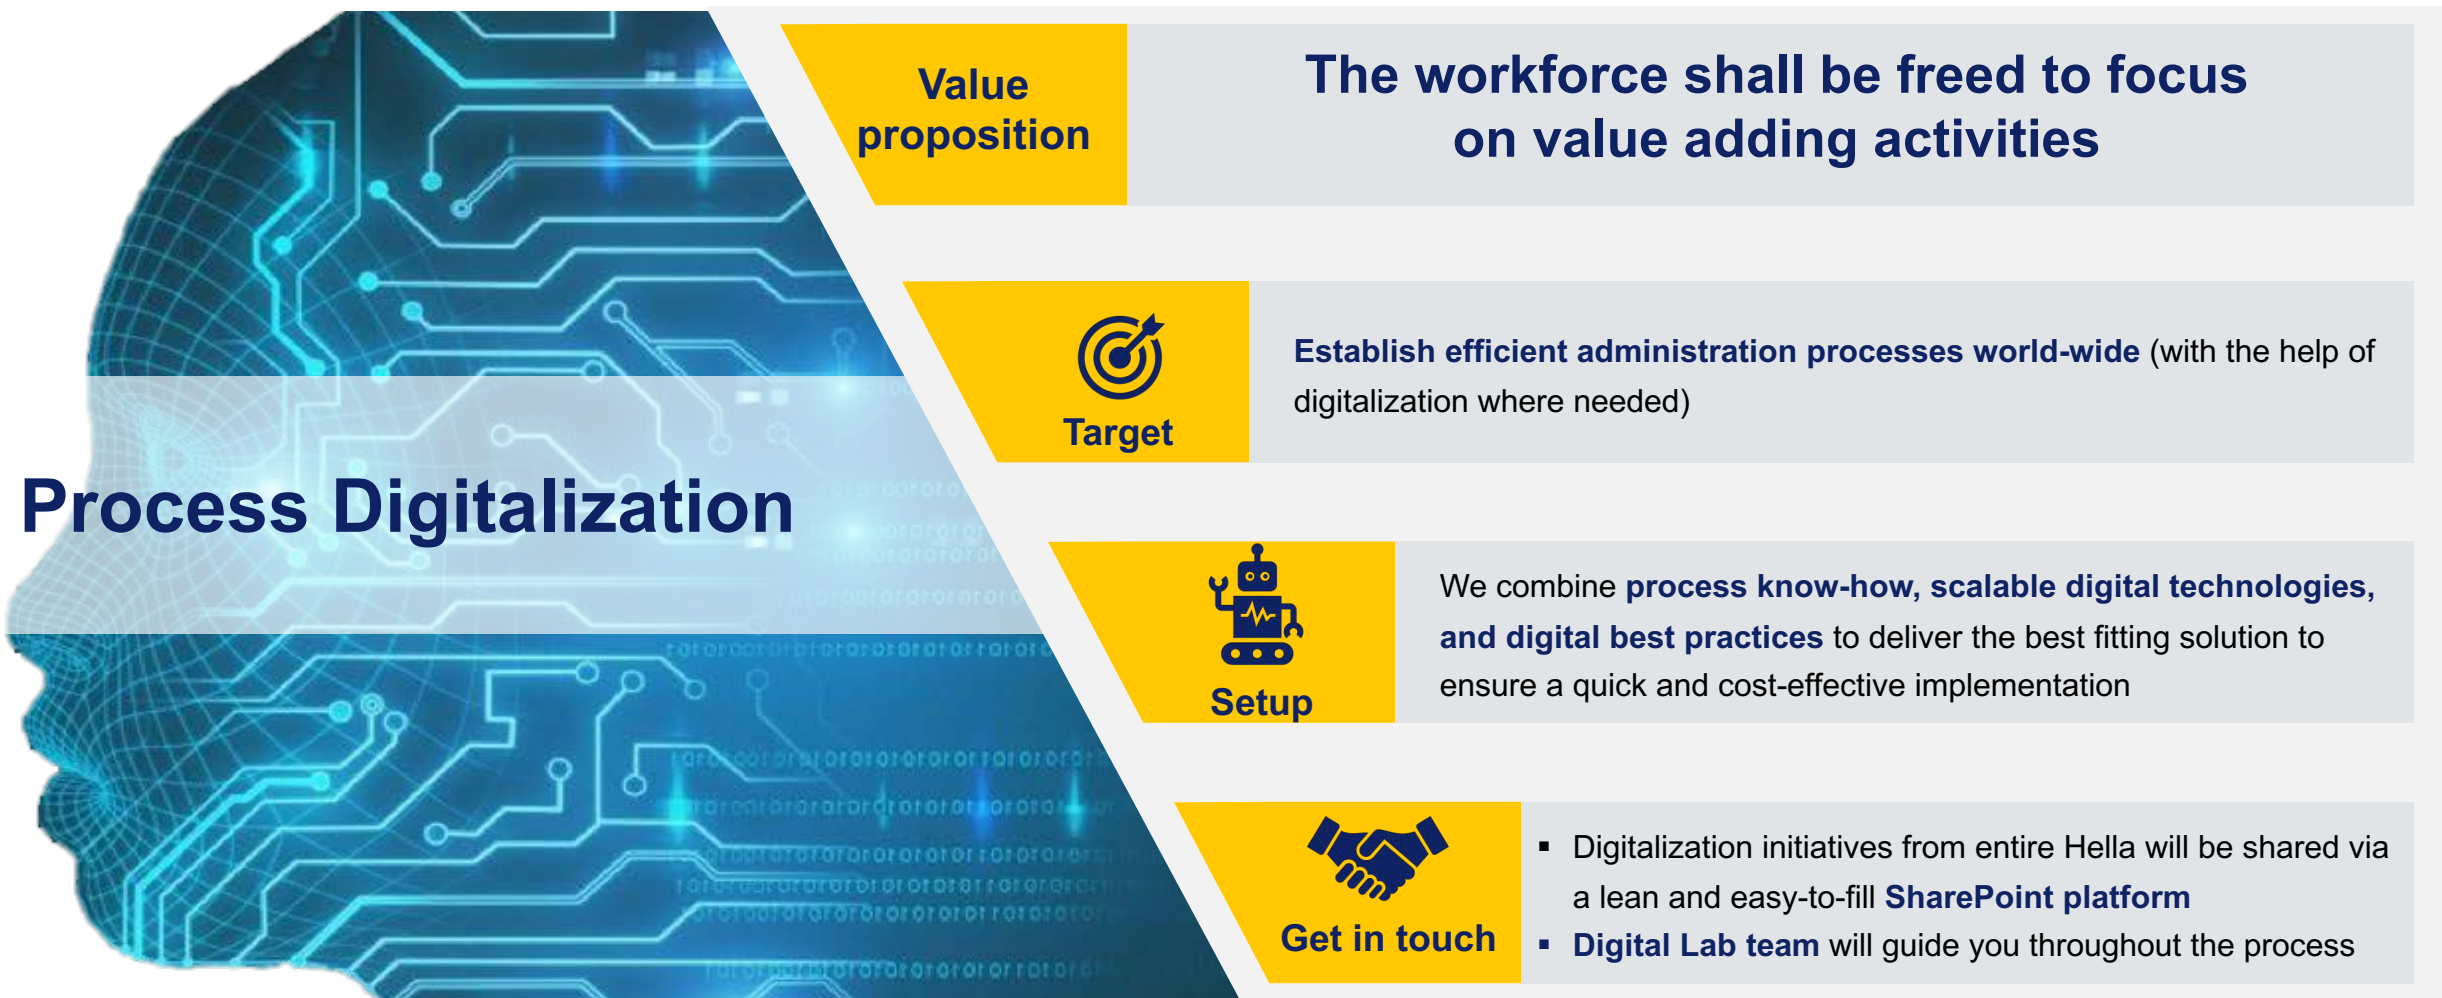 Process Digitalization
Value
proposition
The workforce shall be freed to focus
on value adding activities
Target
Establish efficient administration processes world-wide (with the help of
digitalization where needed)
Setup
We combine process know-how, scalable digital technologies,
and digital best practices to deliver the best fitting solution to
ensure a quick and cost-effective implementation
Get in touch
▪ Digitalization initiatives from entire Hella will be shared via
a lean and easy-to-fill SharePoint platform
▪ Digital Lab team will guide you throughout the process